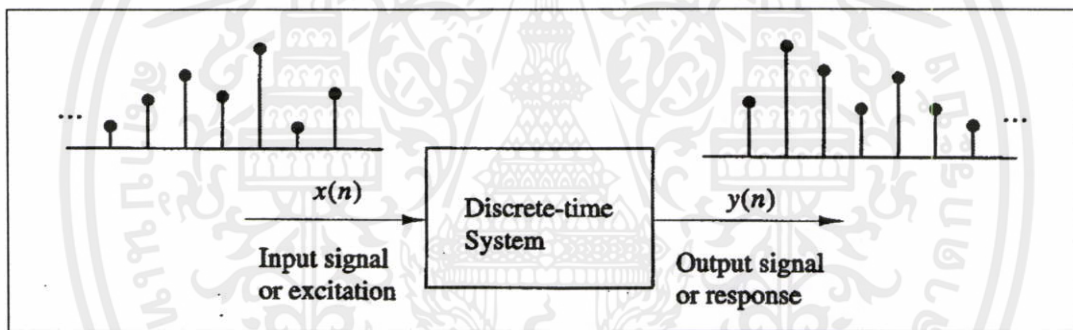 ...
...
x(n)
Discrete-time
System
y(n)
Input signal
or excitation
Output signal
or response